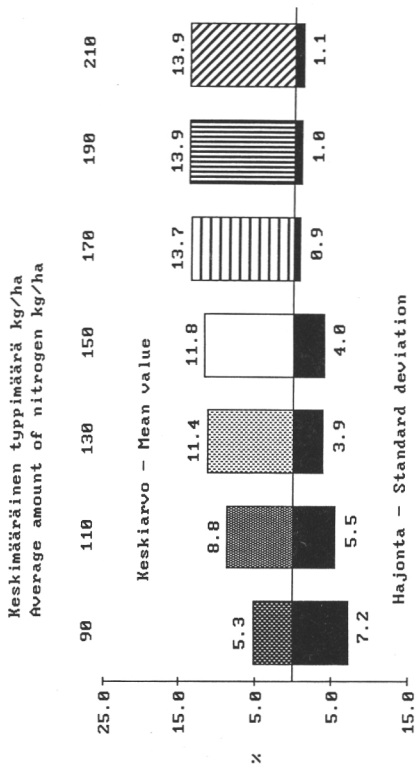 Keskimääräinen typpimäärä kg/ha
Average amount of nitrogen kg/ha
90 110 130 150 170 190 210
Keskiarvo - Mean value
5.3 8.8 11.4 11.8 13.7 13.9 13.9
7.2 5.5 3.9 4.0 0.9 1.0 1.1
Hajonta - Standard deviation
25.0
15.0
5.0
%
5.0
15.0